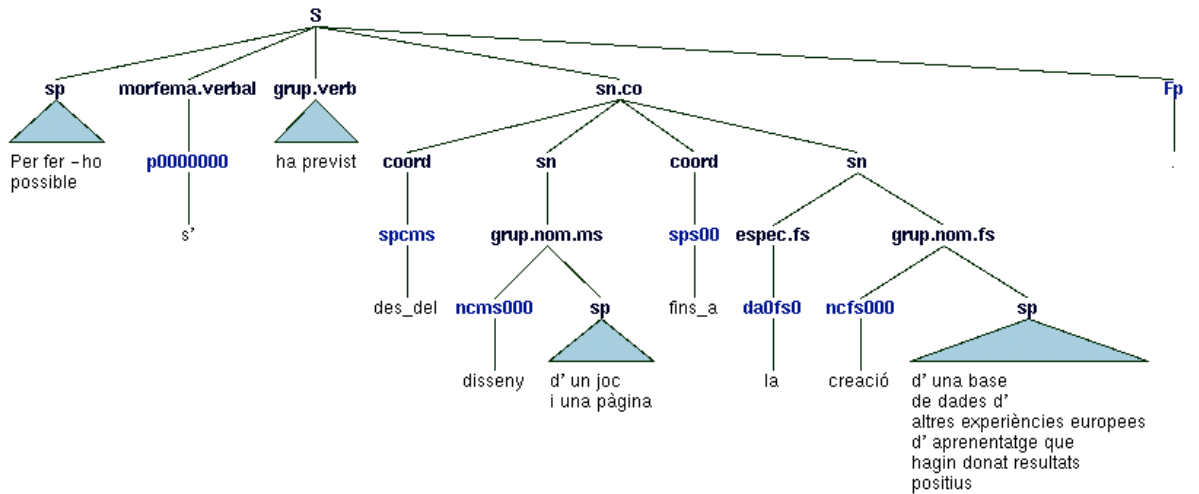 S
sp morfema.verbal grup.verb sn.co Fp
Per fer –ho
possible
p0000000
ha previst
coord sn coord sn
.
s’
spcms grup.nom.ms sps00 espec.fs grup.nom.fs
des_del
ncms000 sp
fins_a
da0fs0 ncfs000 sp
disseny
d’ un joc
i una pàgina
la
creació
d’ una base
de dades d’
altres experiències europees
d’ aprenentatge que
hagin donat resultats
positius